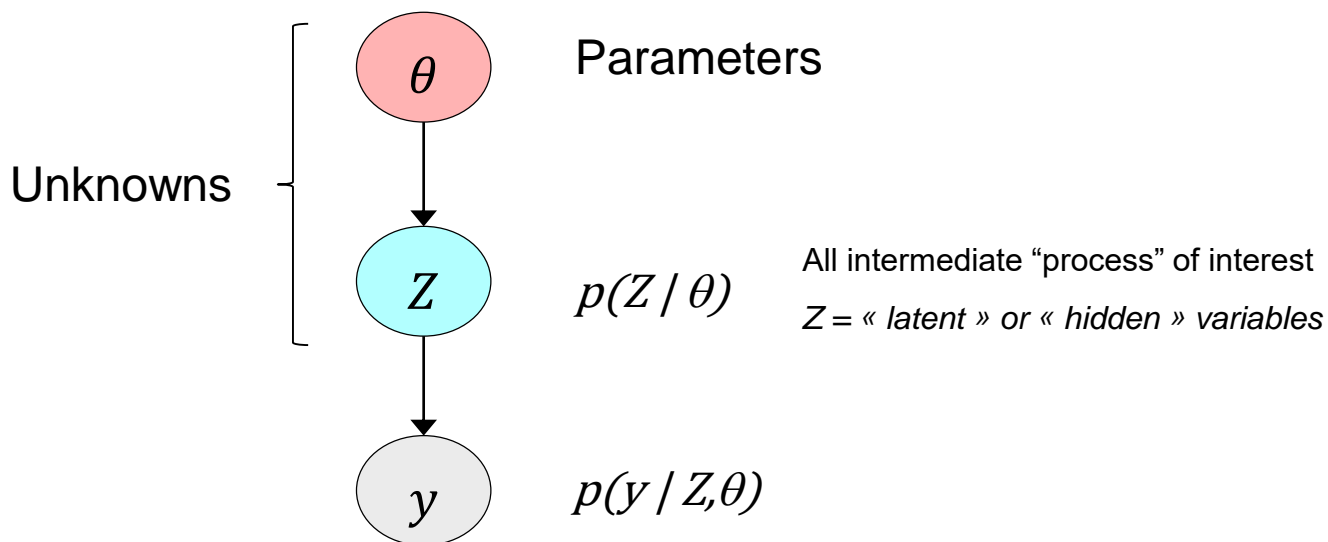 θ
Parameters
Unknowns
Z
p(Z / θ)
All intermediate “process” of interest
Z = « latent » or « hidden » variables
y
p(y / Z,θ)